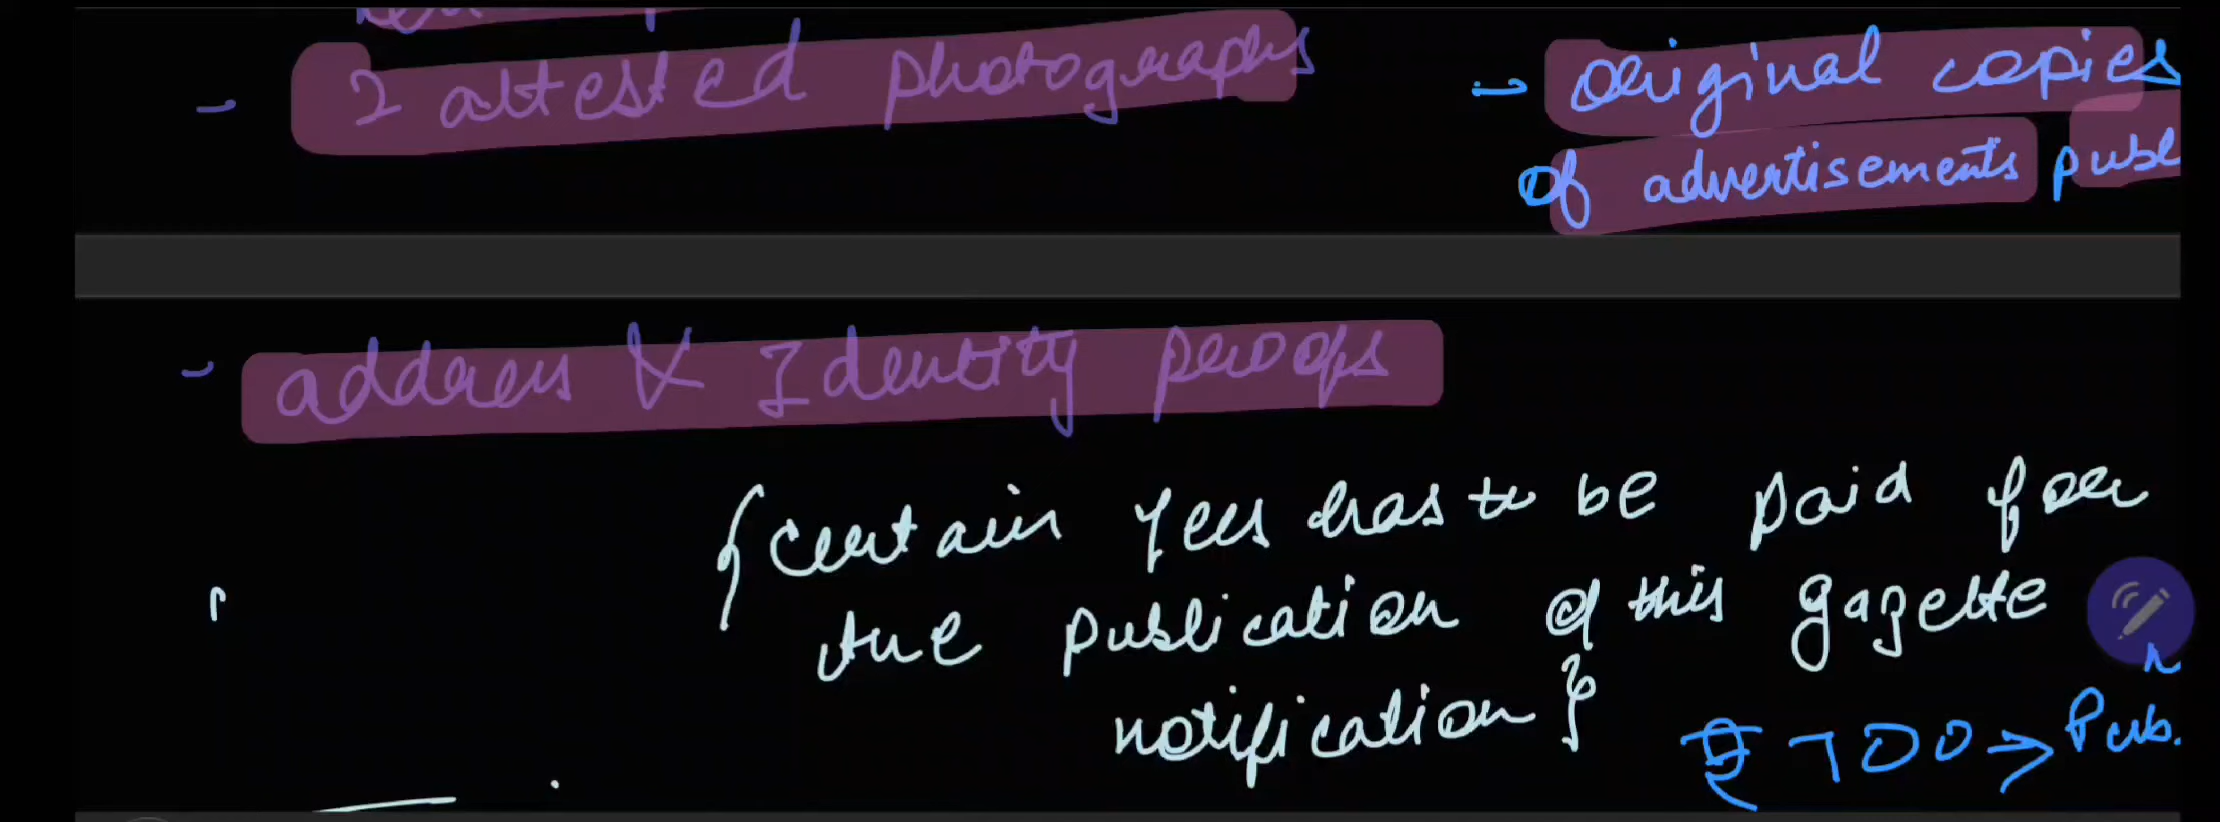 - 2 attested photographs
→ original copies
of advertisements publ
- address & Identity proofs
{certain fees has to be paid for
the publication of this gazette
notification}
₹ 700 → Pub.